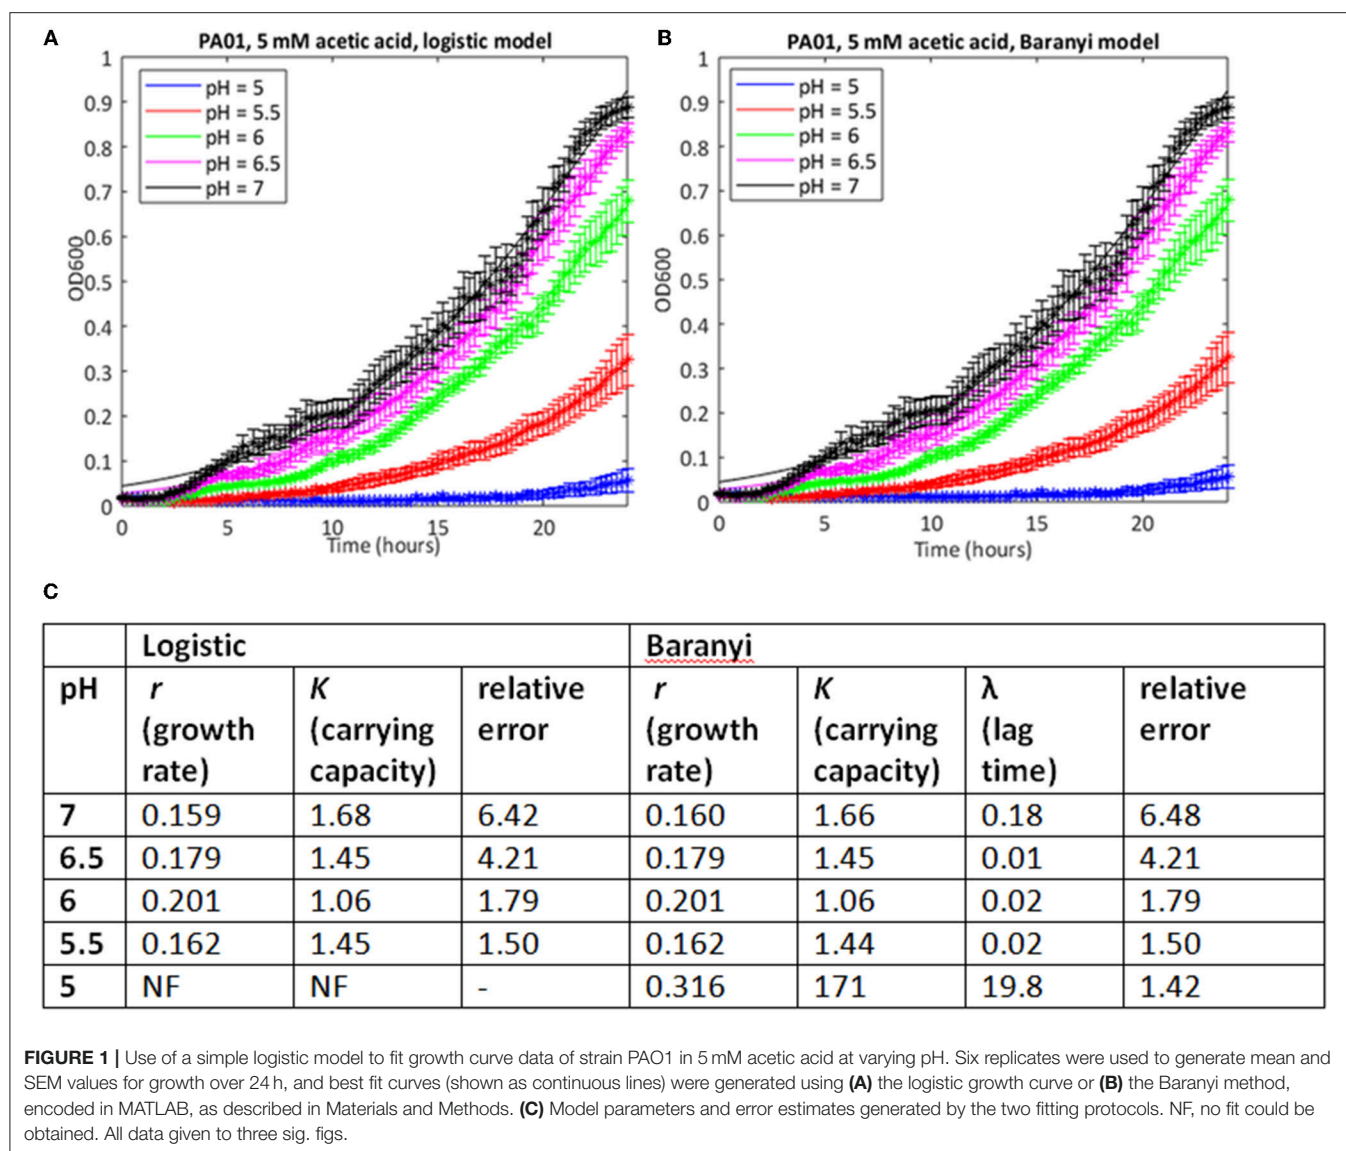 A
PA01, 5 mM acetic acid, logistic model
1
0.9
0.8
0.7
0.6
0.5
0.4
0.3
0.2
0.1
0
OD600
pH = 5
pH = 5.5
pH = 6
pH = 6.5
pH = 7
0 5 10 15 20
Time (hours)
B
PA01, 5 mM acetic acid, Baranyi model
1
0.9
0.8
0.7
0.6
0.5
0.4
0.3
0.2
0.1
0
OD600
pH = 5
pH = 5.5
pH = 6
pH = 6.5
pH = 7
0 5 10 15 20
Time (hours)
C
Logistic Baranyi
pH r (growth rate) K (carrying capacity) relative error r (growth rate) K (carrying capacity) λ (lag time) relative error
7 0.159 1.68 6.42 0.160 1.66 0.18 6.48
6.5 0.179 1.45 4.21 0.179 1.45 0.01 4.21
6 0.201 1.06 1.79 0.201 1.06 0.02 1.79
5.5 0.162 1.45 1.50 0.162 1.44 0.02 1.50
5 NF NF - 0.316 171 19.8 1.42
FIGURE 1 | Use of a simple logistic model to fit growth curve data of strain PAO1 in 5 mM acetic acid at varying pH. Six replicates were used to generate mean and
SEM values for growth over 24 h, and best fit curves (shown as continuous lines) were generated using (A) the logistic growth curve or (B) the Baranyi method,
encoded in MATLAB, as described in Materials and Methods. (C) Model parameters and error estimates generated by the two fitting protocols. NF, no fit could be
obtained. All data given to three sig. figs.